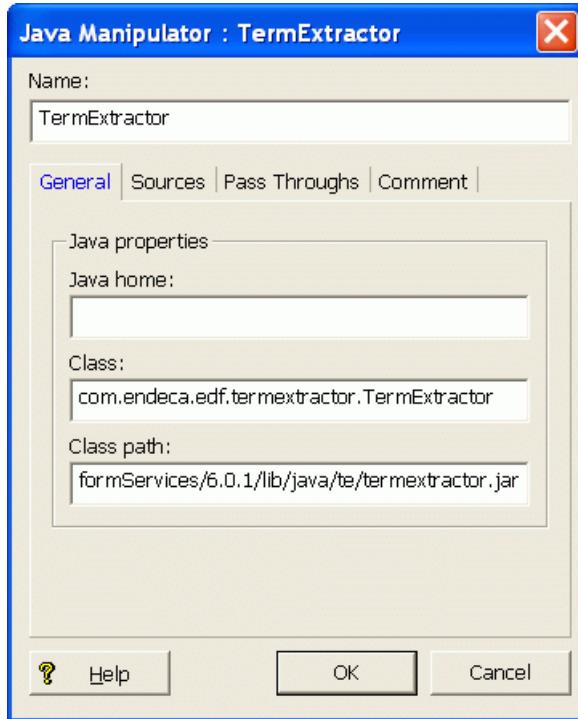 Java Manipulator : TermExtractor
Name:
TermExtractor
General Sources Pass Throughs Comment
Java properties
Java home:
Class:
com.endeca.edf.termextractor.TermExtractor
Class path:
formServices/6.0.1/lib/java/te/termextractor.jar
? Help OK Cancel